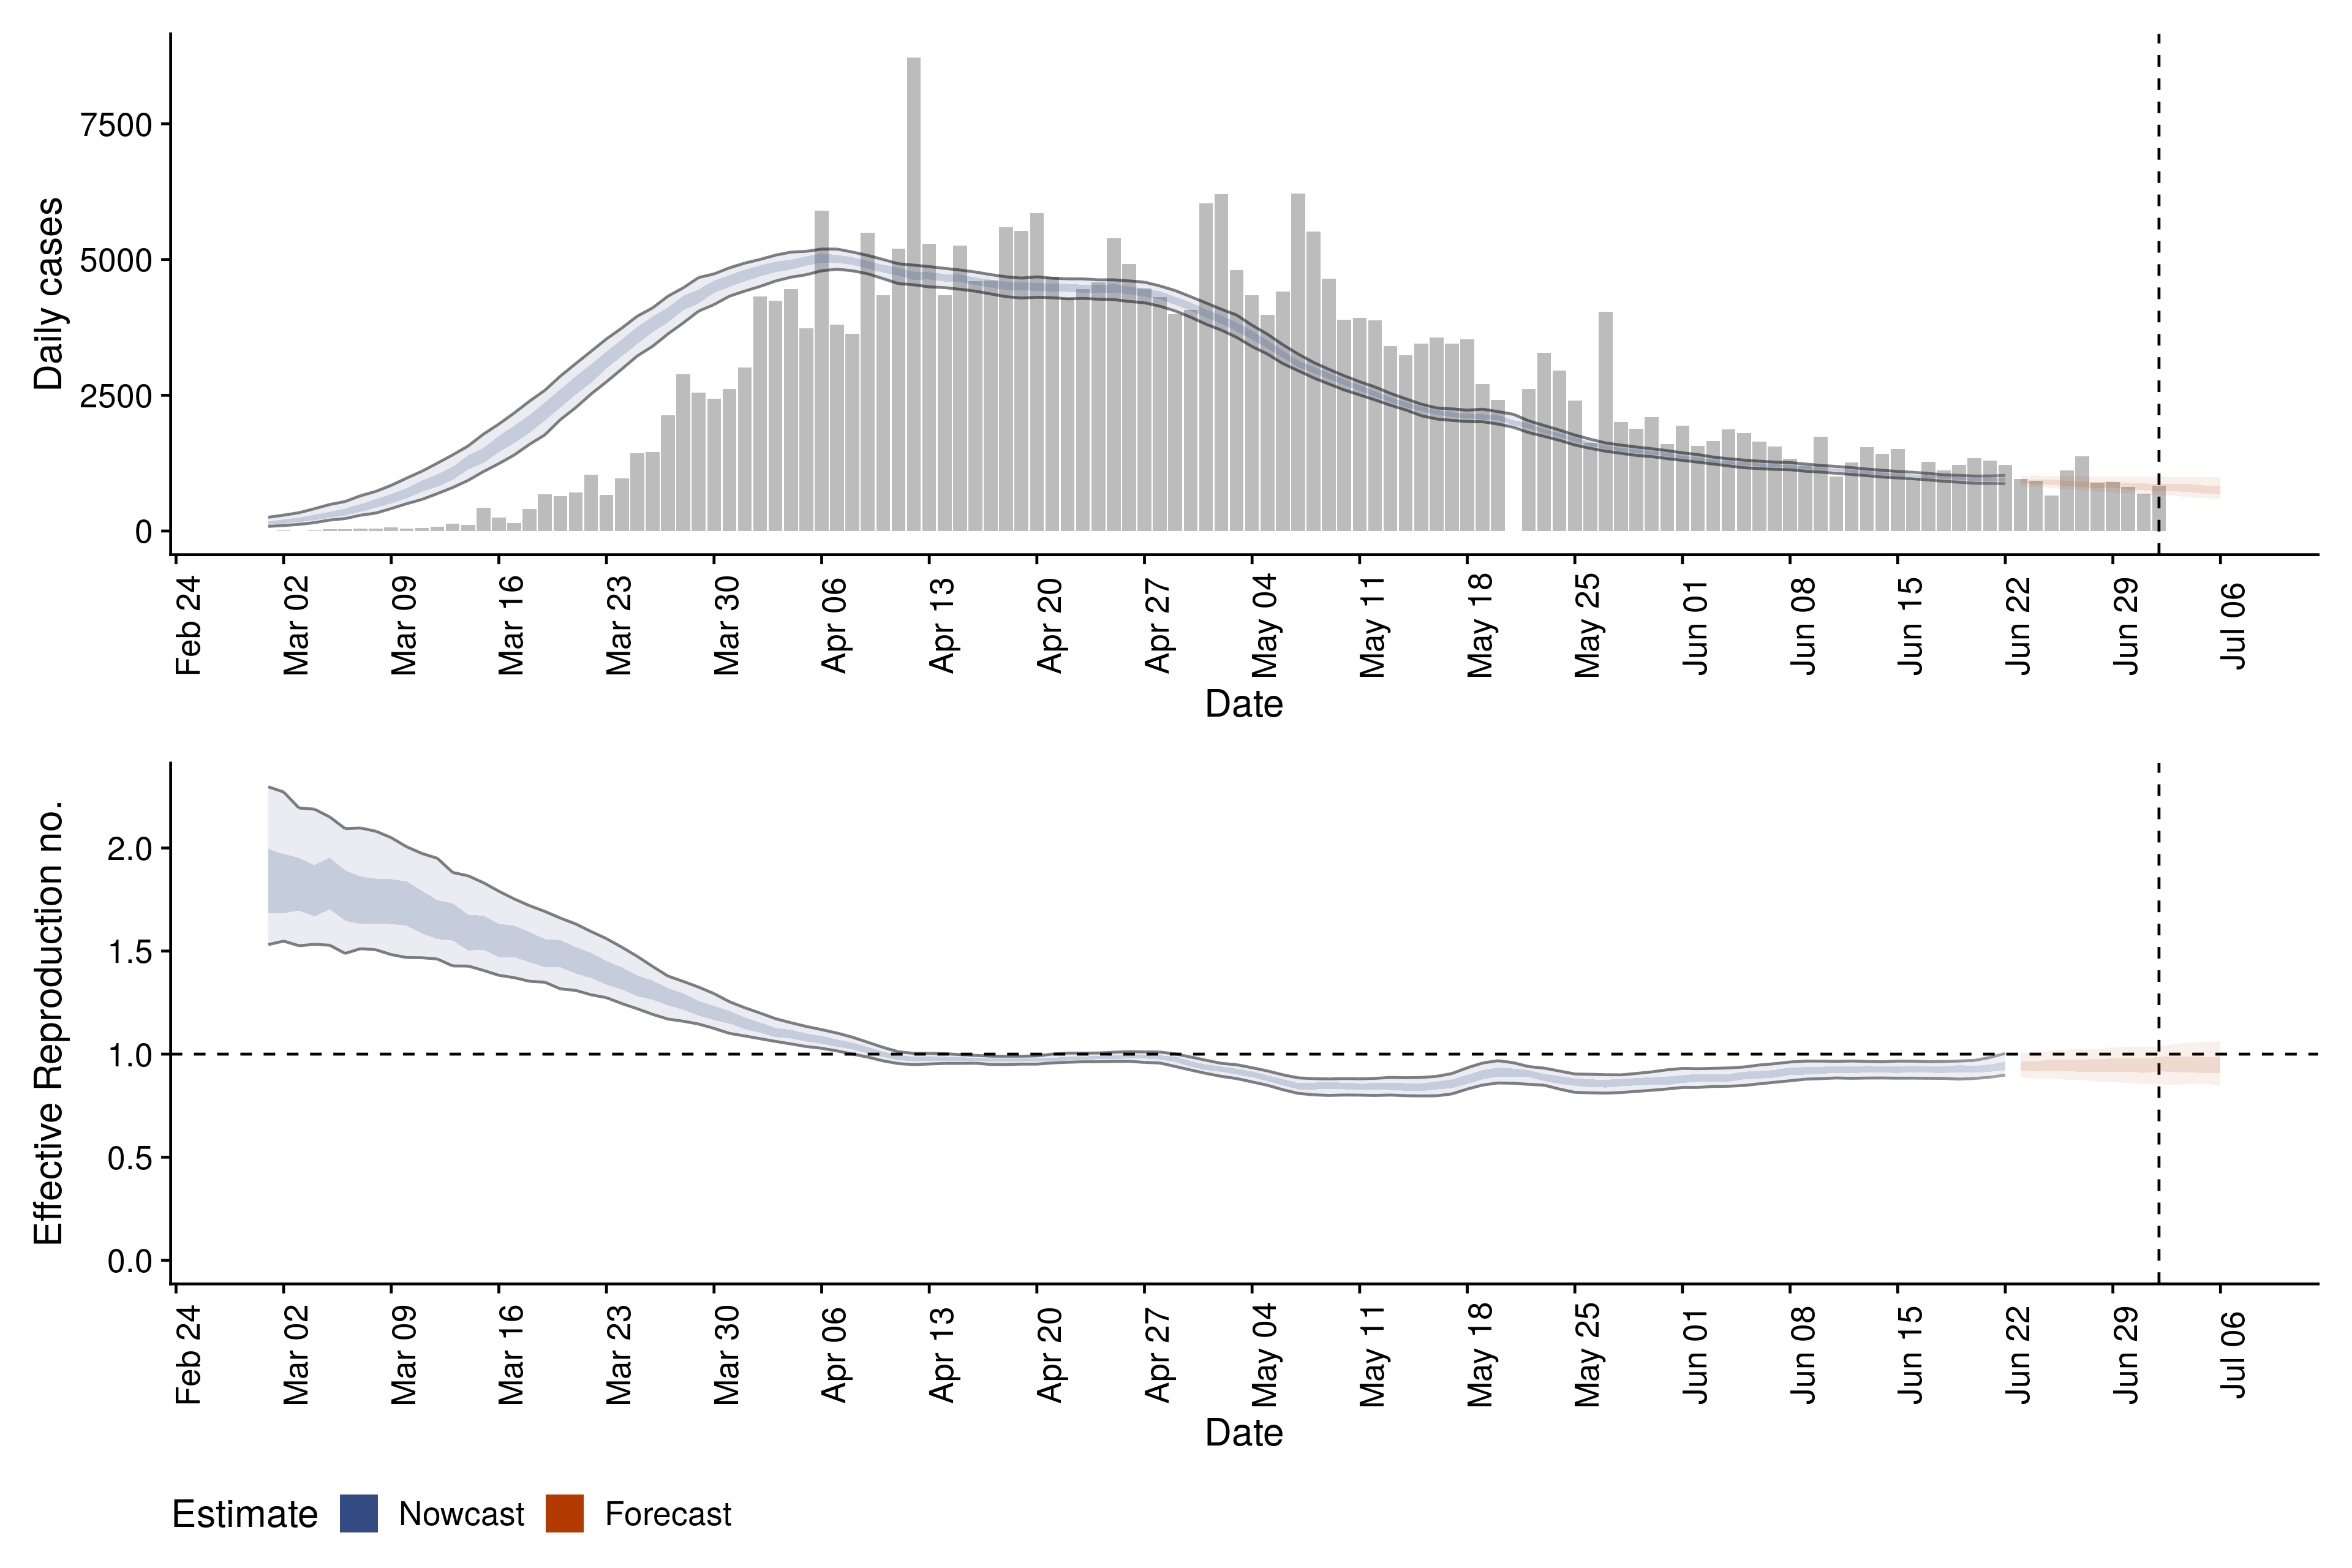 Daily cases
7500
5000
2500
0
Feb 24
Mar 02
Mar 09
Mar 16
Mar 23
Mar 30
Apr 06
Apr 13
Apr 20
Apr 27
May 04
May 11
May 18
May 25
Jun 01
Jun 08
Jun 15
Jun 22
Jun 29
Jul 06
Date
Effective Reproduction no.
2.0
1.5
1.0
0.5
0.0
Feb 24
Mar 02
Mar 09
Mar 16
Mar 23
Mar 30
Apr 06
Apr 13
Apr 20
Apr 27
May 04
May 11
May 18
May 25
Jun 01
Jun 08
Jun 15
Jun 22
Jun 29
Jul 06
Date
Estimate Nowcast Forecast